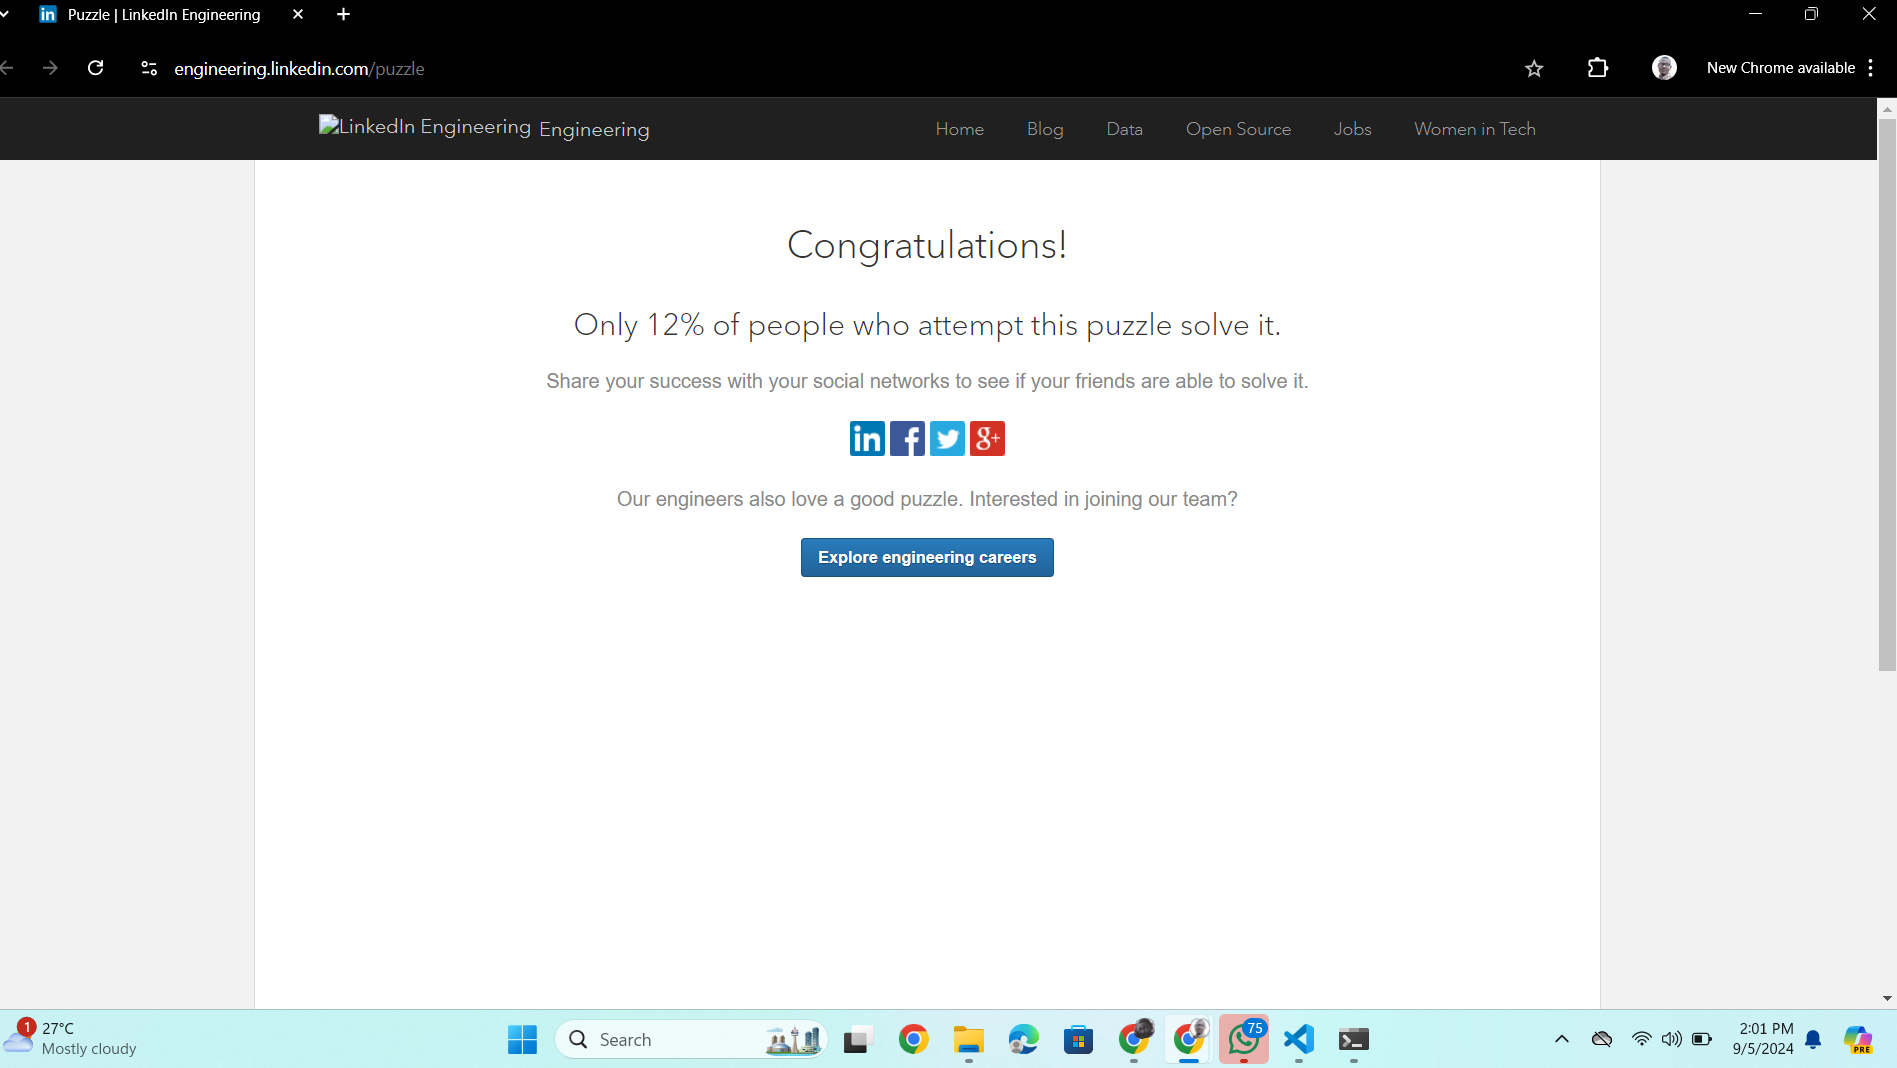 in Puzzle | LinkedIn Engineering
engineering.linkedin.com/puzzle
New Chrome available
LinkedIn Engineering Engineering
Home Blog Data Open Source Jobs Women in Tech
Congratulations!
Only 12% of people who attempt this puzzle solve it.
Share your success with your social networks to see if your friends are able to solve it.
in f g+
Our engineers also love a good puzzle. Interested in joining our team?
Explore engineering careers
1 27°C
Mostly cloudy
Search
75
2:01 PM
9/5/2024
PRE